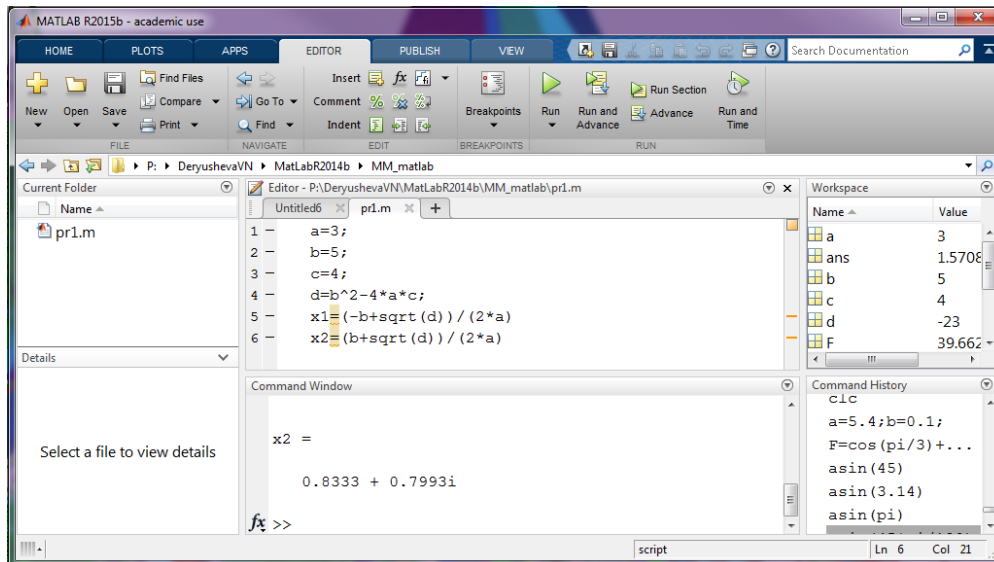 MATLAB R2015b - academic use
HOME PLOTS APPS EDITOR PUBLISH VIEW Search Documentation
New Open Save Find Files Compare Print Go To Find Insert fx Comment Indent Breakpoints Run Run and Advance Run Section Advance Run and Time
FILE NAVIGATE EDIT BREAKPOINTS RUN
P: DeryushevaVN MatLabR2014b MM_matlab
Current Folder
Name
pr1.m
Details
Select a file to view details
Editor - P:\DeryushevaVN\MatLabR2014b\MM_matlab\pr1.m
Untitled6 pr1.m +
1 - a=3;
2 - b=5;
3 - c=4;
4 - d=b^2-4*a*c;
5 - x1=(-b+sqrt(d))/(2*a)
6 - x2=(b+sqrt(d))/(2*a)
Command Window
x2 =
0.8333 + 0.7993i
fx >>
Workspace
Name Value
a 3
ans 1.5708
b 5
c 4
d -23
F 39.662
Command History
clc
a=5.4;b=0.1;
F=cos(pi/3)+...
asin(45)
asin(3.14)
asin(pi)
script Ln 6 Col 21